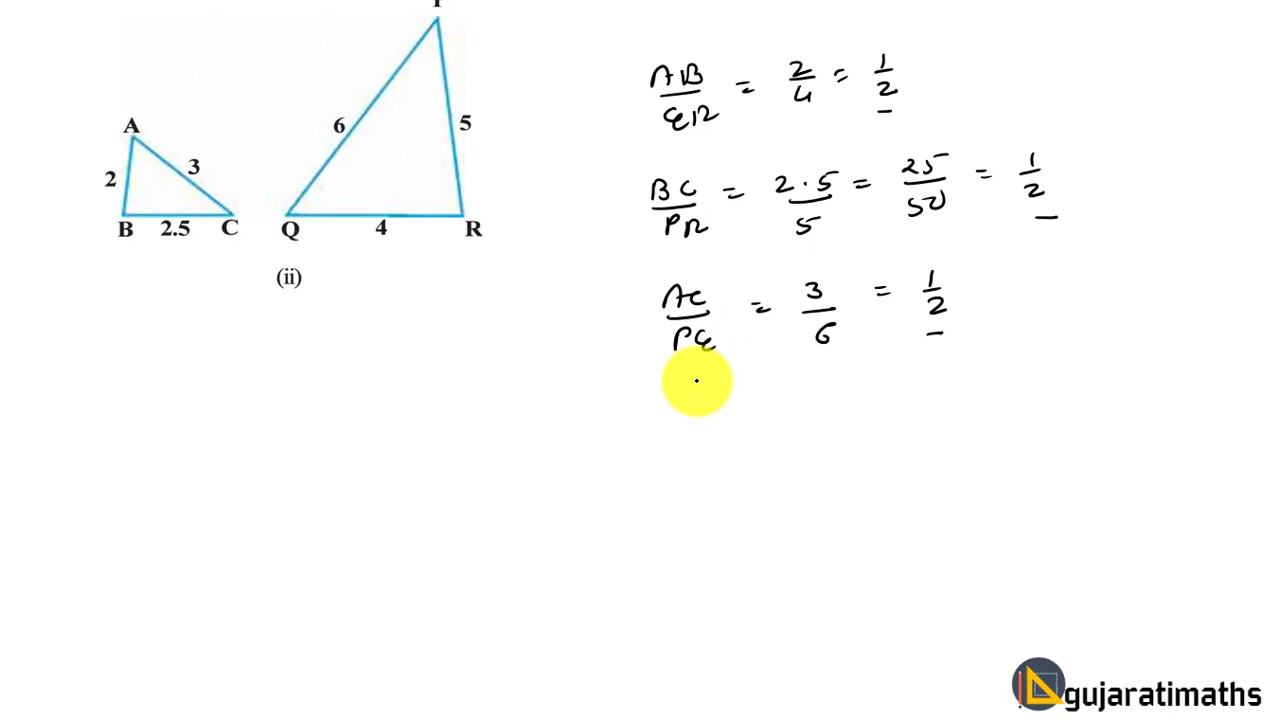 P
A
6
5
2
3
B 2.5 C Q 4 R
(ii)
AB/QR = 2/4 = 1/2
BC/PR = 2.5/5 = 25/50 = 1/2
AC/PQ = 3/6 = 1/2
gujaratimaths